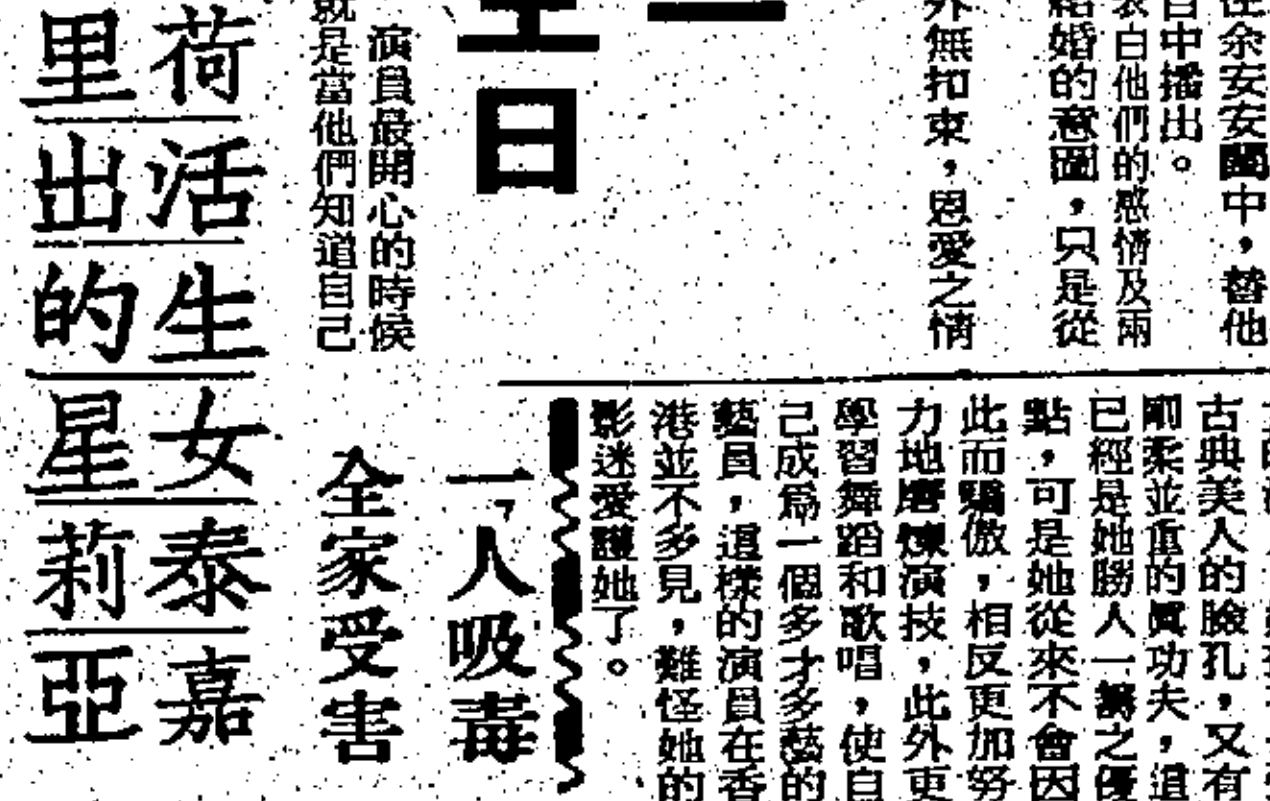 在余安安闈中,替他
目中播出。
表白他們的感情及兩
結婚的意圖,只是從
外無扣束,恩愛之情
日
演員最開心的時候
就是當他們知道自己
古典美人的臉孔,又有
剛柔並重的眞功夫,這
已經是她勝人一籌之優
點,可是她從來不會因
此而驕傲,相反更加努
力地磨煉演技,此外更
學習舞蹈和歌唱,使自
己成爲一個多才多藝的
藝員,這樣的演員在香
港並不多見,難怪她的
影迷愛護她了。
一人吸毒
全家受害
荷活生女泰嘉
里出的星莉亞